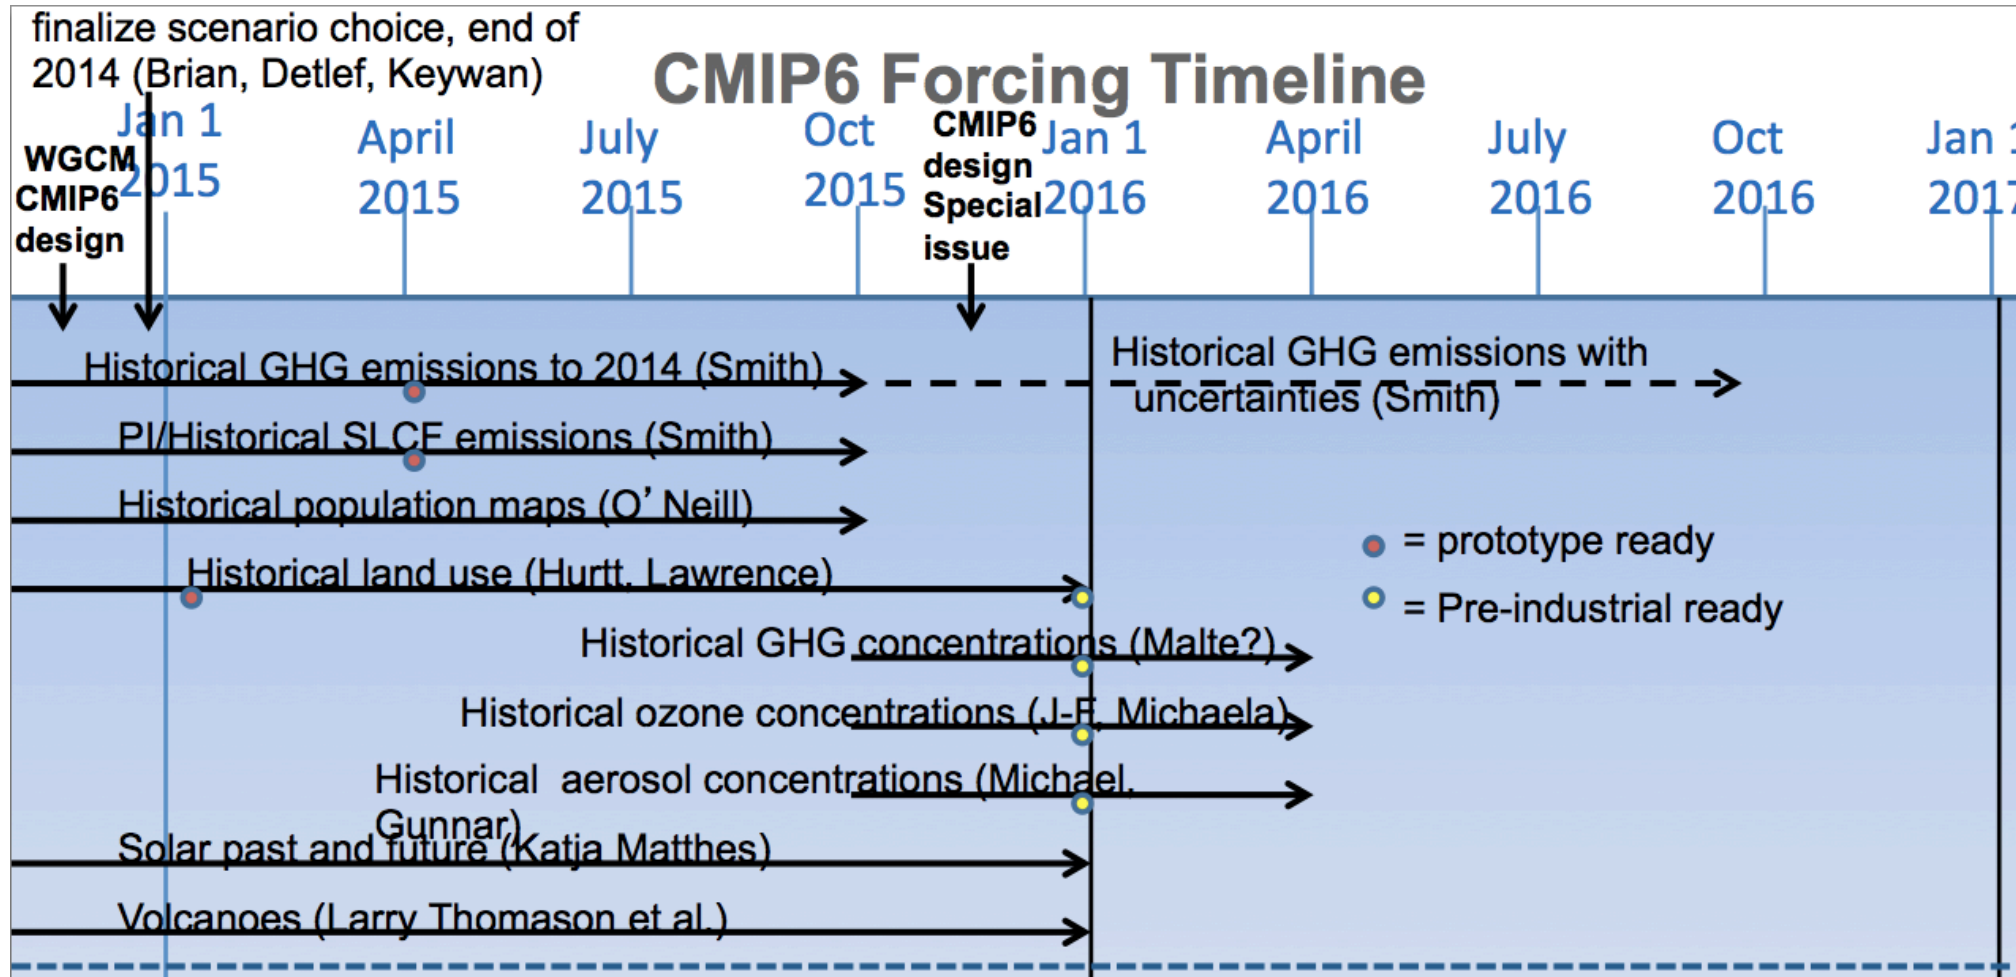 finalize scenario choice, end of
2014 (Brian, Detlef, Keywan)
CMIP6 Forcing Timeline
WGCM
CMIP6
design
Jan 1
2015
April
2015
July
2015
Oct
2015
CMIP6
design
Special
issue
Jan 1
2016
April
2016
July
2016
Oct
2016
Jan 1
2017
Historical GHG emissions to 2014 (Smith)
Historical GHG emissions with
uncertainties (Smith)
PI/Historical SLCF emissions (Smith)
Historical population maps (O’ Neill)
= prototype ready
Historical land use (Hurtt, Lawrence)
= Pre-industrial ready
Historical GHG concentrations (Malte?)
Historical ozone concentrations (J-F, Michaela)
Historical aerosol concentrations (Michael,
Gunnar)
Solar past and future (Katja Matthes)
Volcanoes (Larry Thomason et al.)